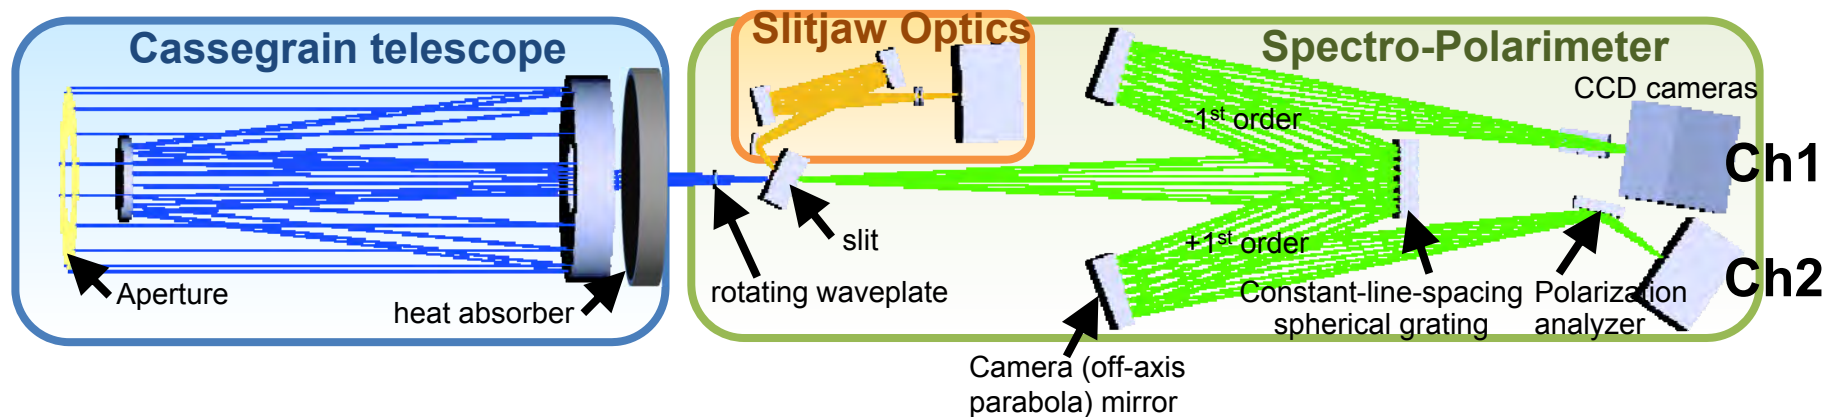 Cassegrain telescope
Slitjaw Optics
Spectro-Polarimeter
CCD cameras
-1st order
Ch1
slit
+1st order
Aperture
rotating waveplate
Ch2
heat absorber
Constant-line-spacing
spherical grating
Polarization
analyzer
Camera (off-axis
parabola) mirror